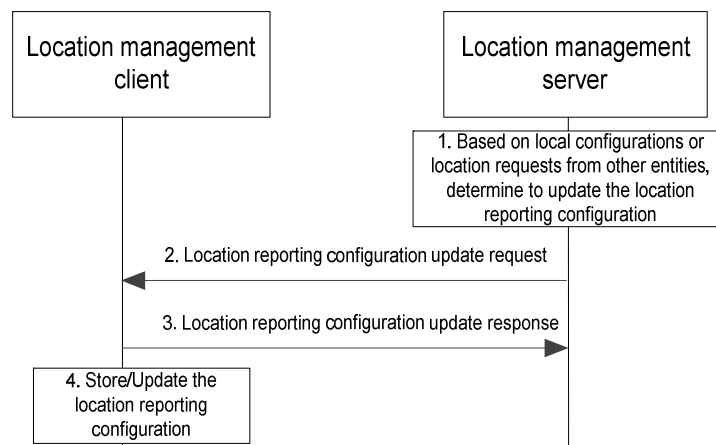 Location management
client
Location management
server
1. Based on local configurations or
location requests from other entities,
determine to update the location
reporting configuration
2. Location reporting configuration update request
3. Location reporting configuration update response
4. Store/Update the
location reporting
configuration